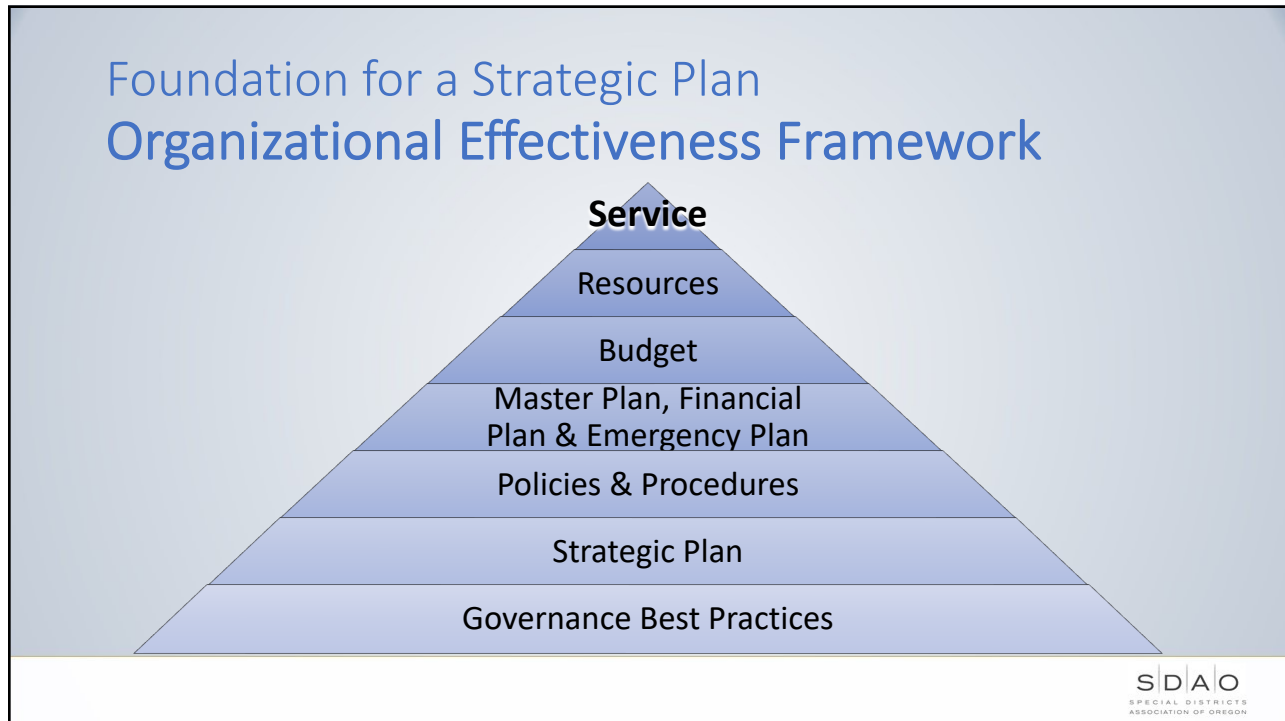 Foundation for a Strategic Plan
Organizational Effectiveness Framework
Service
Resources
Budget
Master Plan, Financial
Plan & Emergency Plan
Policies & Procedures
Strategic Plan
Governance Best Practices
SDAO
SPECIAL DISTRICTS
ASSOCIATION OF OREGON